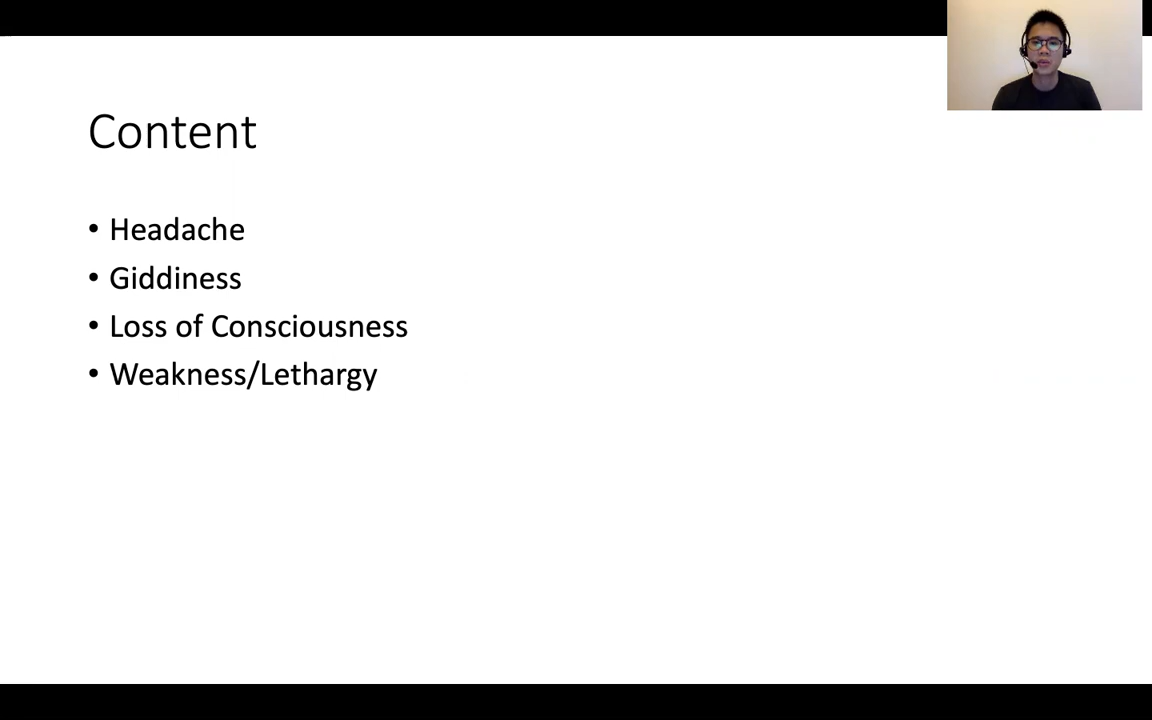 Content
• Headache
• Giddiness
• Loss of Consciousness
• Weakness/Lethargy